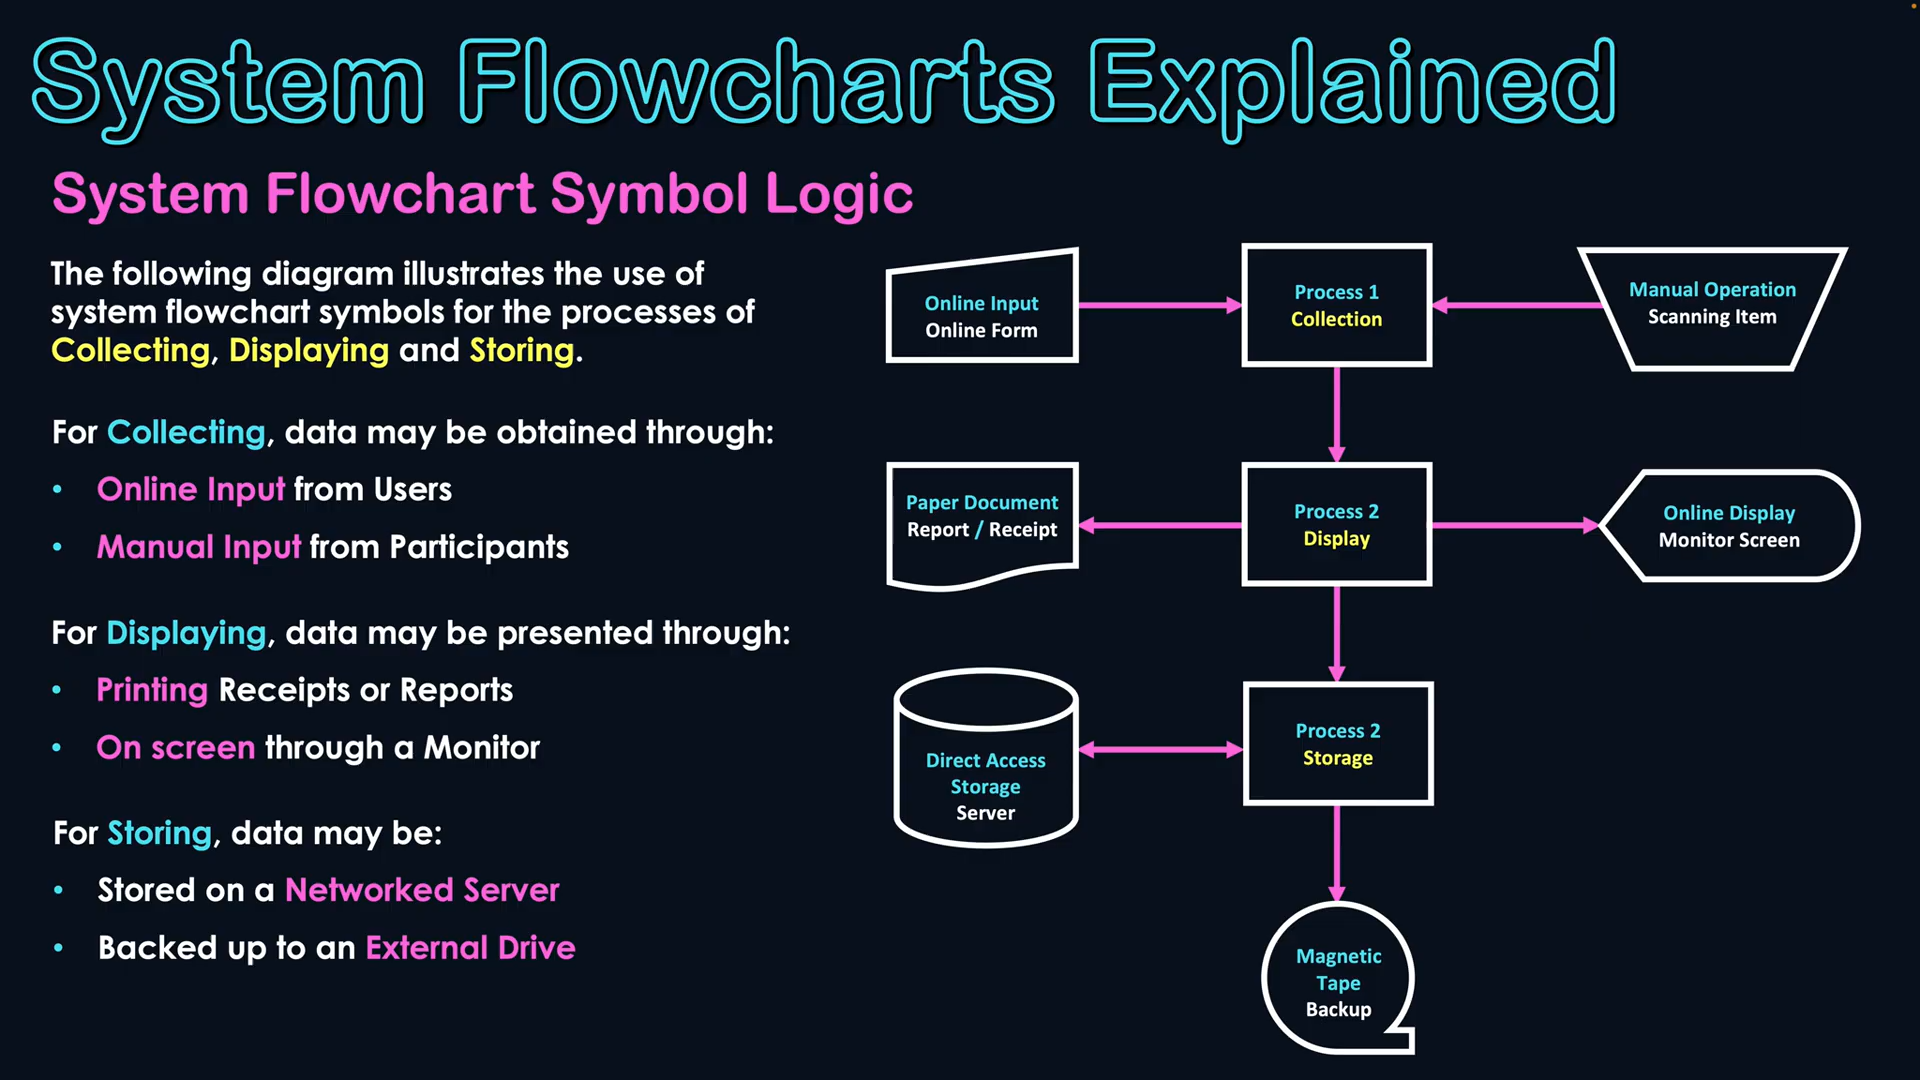 System Flowcharts Explained
System Flowchart Symbol Logic
The following diagram illustrates the use of
system flowchart symbols for the processes of
Collecting, Displaying and Storing.
For Collecting, data may be obtained through:
• Online Input from Users
• Manual Input from Participants
For Displaying, data may be presented through:
• Printing Receipts or Reports
• On screen through a Monitor
For Storing, data may be:
• Stored on a Networked Server
• Backed up to an External Drive
Online Input
Online Form
Process 1
Collection
Manual Operation
Scanning Item
Paper Document
Report / Receipt
Process 2
Display
Online Display
Monitor Screen
Direct Access
Storage
Server
Process 2
Storage
Magnetic
Tape
Backup